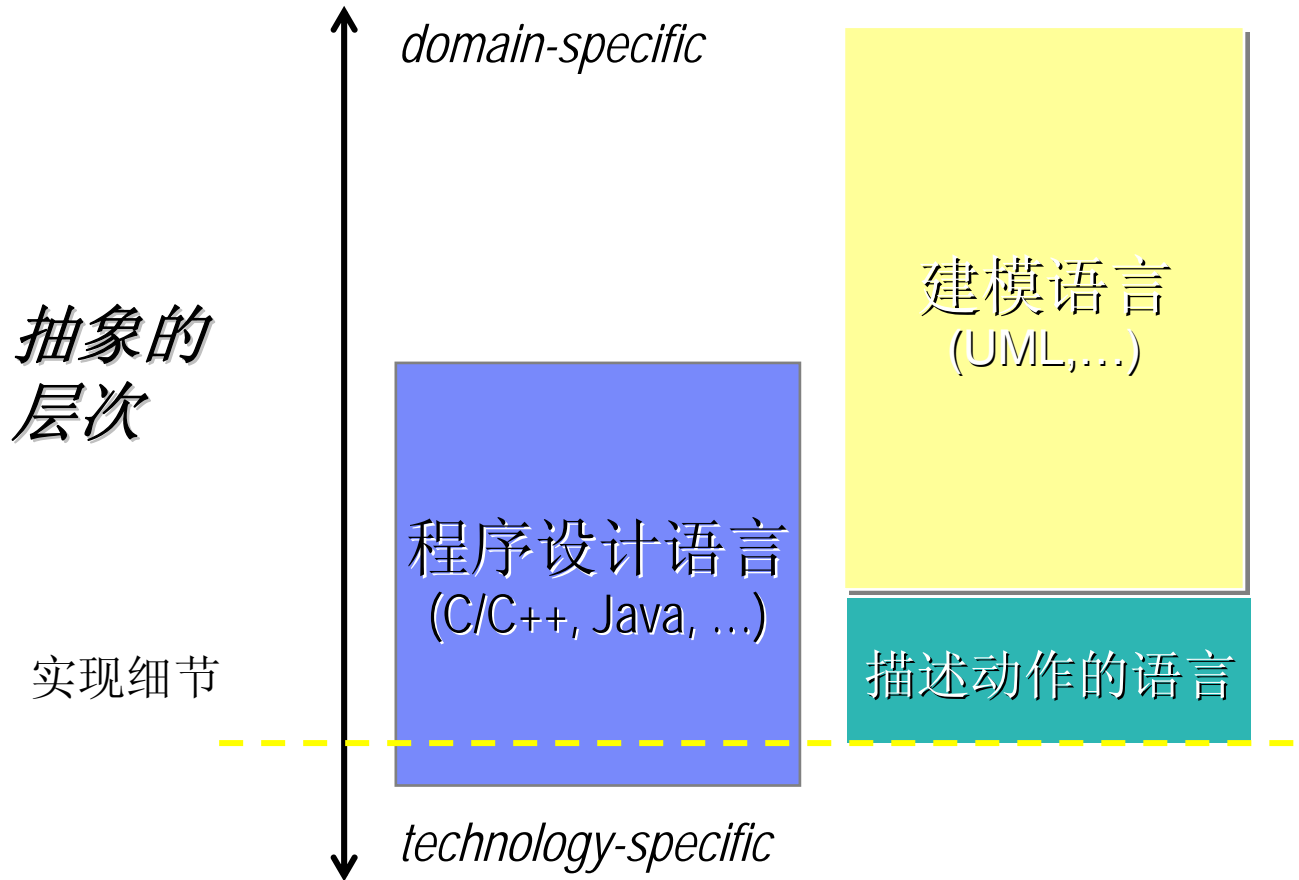 domain-specific
抽象的
层次
建模语言
(UML,…)
程序设计语言
(C/C++, Java, …)
实现细节
描述动作的语言
technology-specific